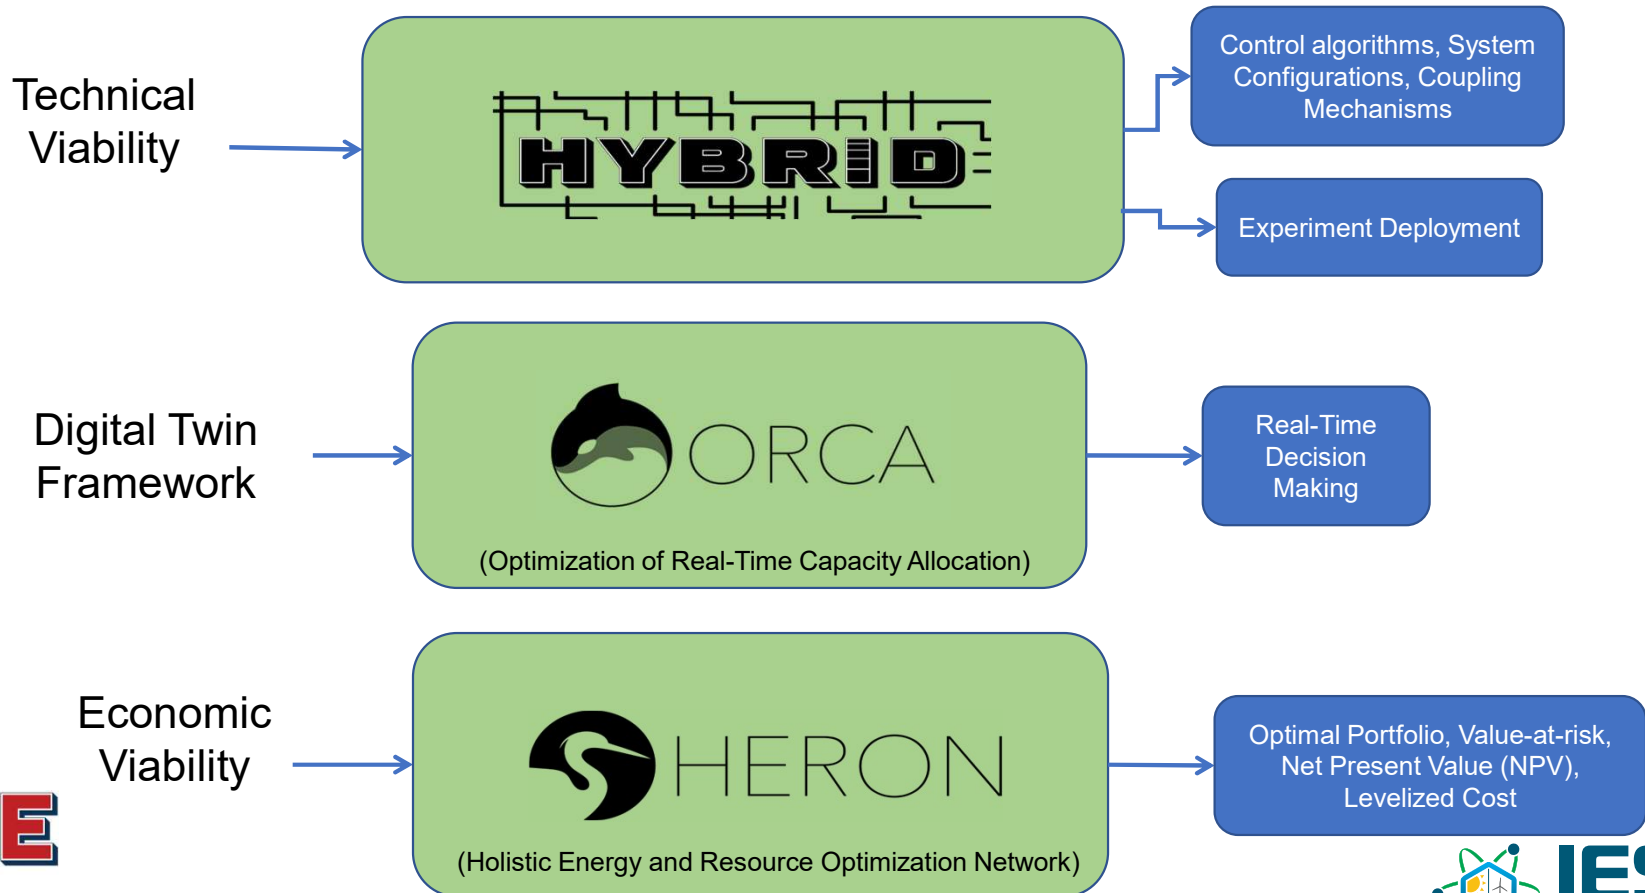 Technical
Viability
HYBRID
Control algorithms, System
Configurations, Coupling
Mechanisms
Experiment Deployment
Digital Twin
Framework
ORCA
(Optimization of Real-Time Capacity Allocation)
Real-Time
Decision
Making
Economic
Viability
HERON
(Holistic Energy and Resource Optimization Network)
Optimal Portfolio, Value-at-risk,
Net Present Value (NPV),
Levelized Cost
E
IES